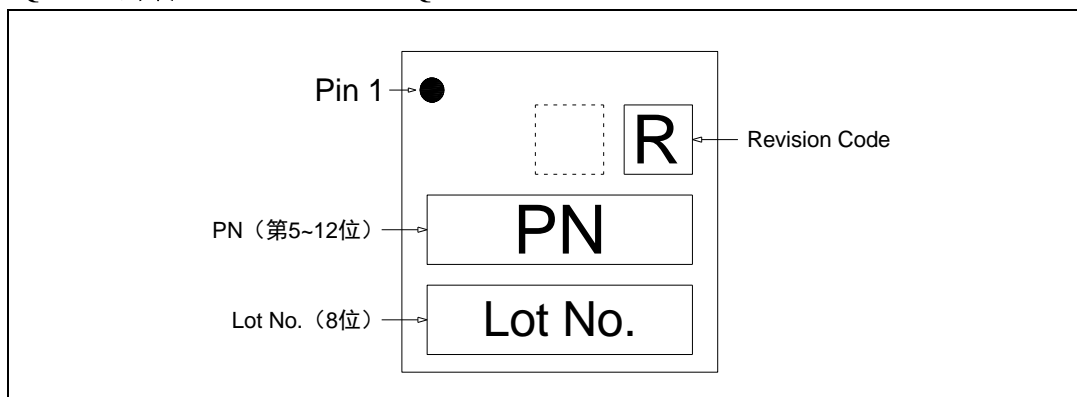 Pin 1
R
Revision Code
PN（第5~12位）
PN
Lot No.（8位）
Lot No.